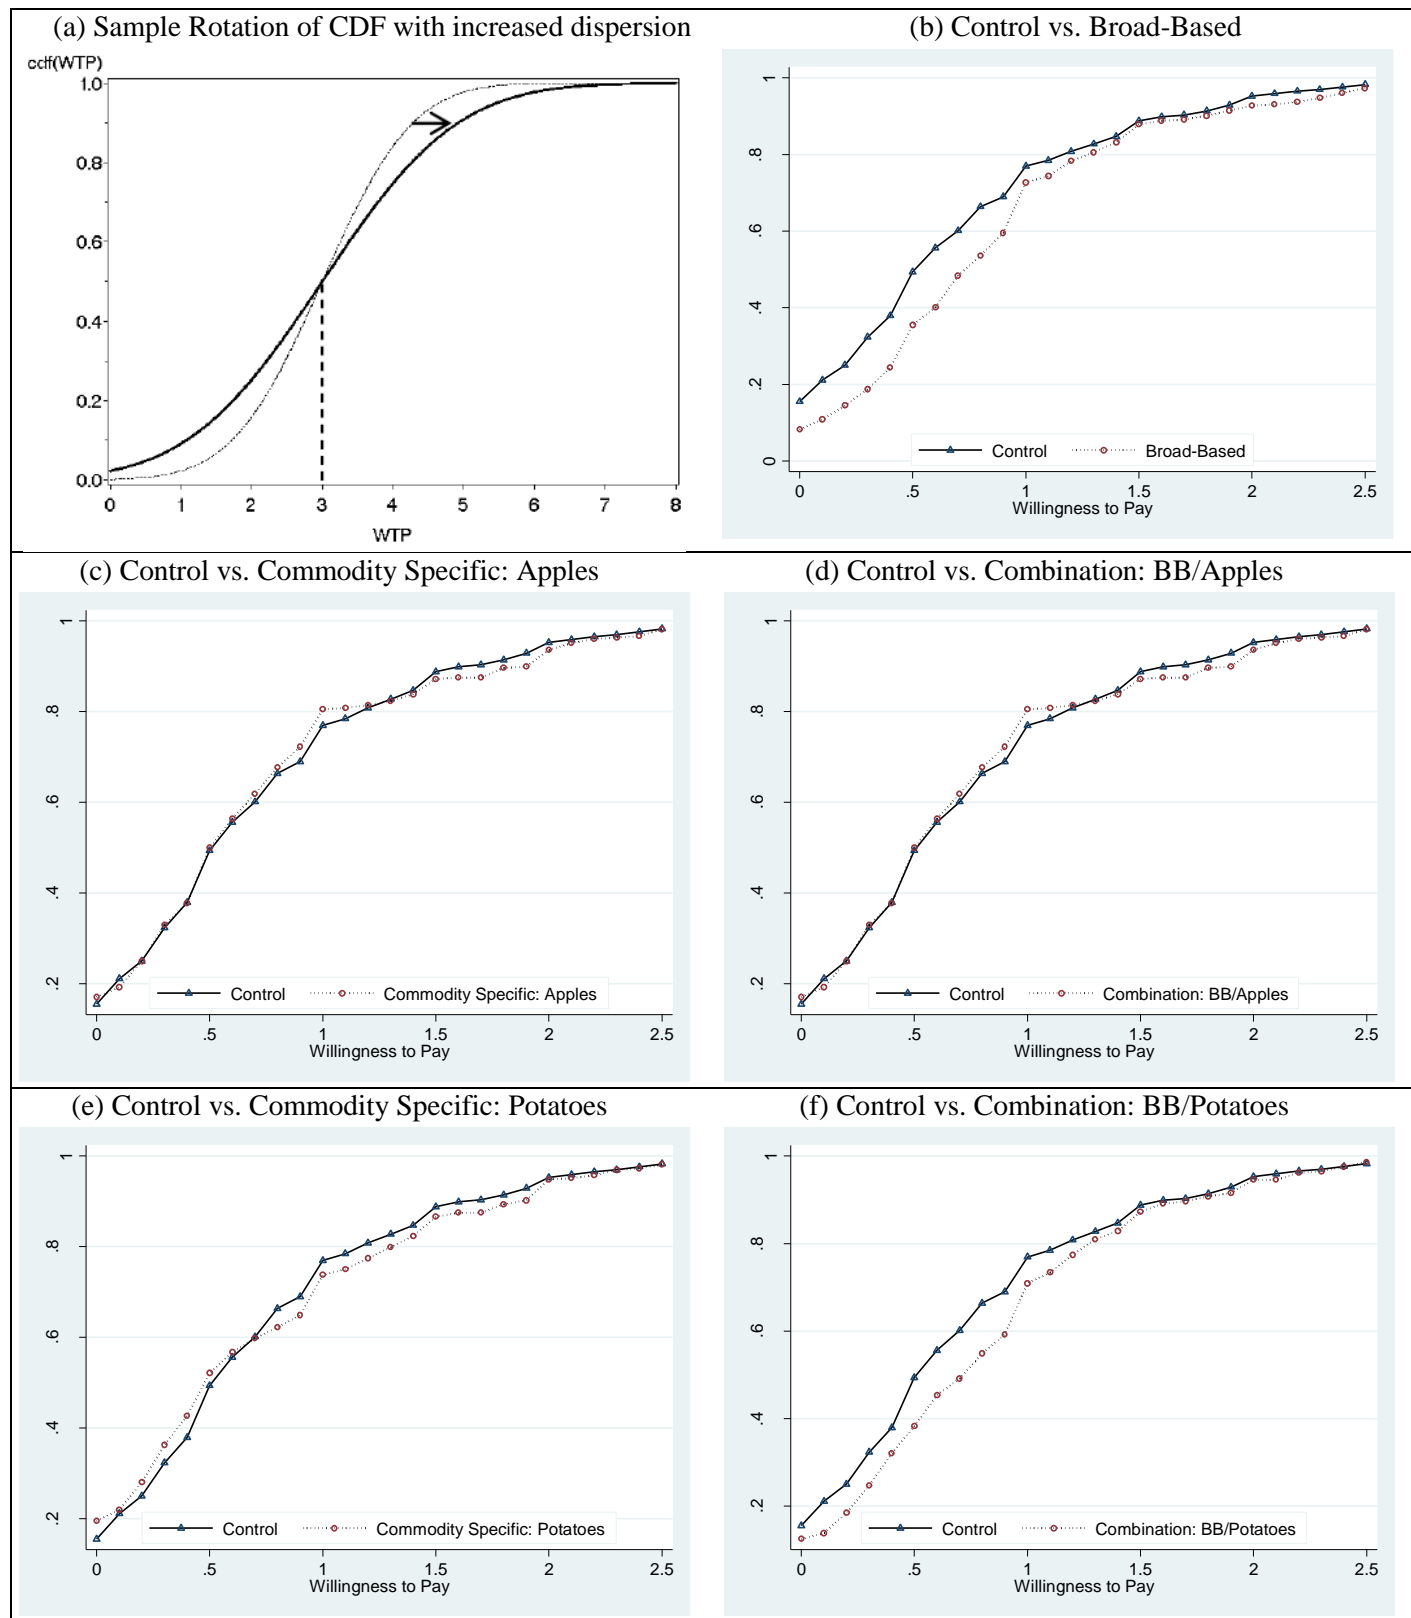 (a) Sample Rotation of CDF with increased dispersion
cdf(WTP)
1.0
0.8
0.6
0.4
0.2
0.0
0 1 2 3 4 5 6 7 8
WTP
(b) Control vs. Broad-Based
1
.8
.6
.4
.2
0
Control Broad-Based
0 .5 1 1.5 2 2.5
Willingness to Pay
(c) Control vs. Commodity Specific: Apples
1
.8
.6
.4
.2
Control Commodity Specific: Apples
0 .5 1 1.5 2 2.5
Willingness to Pay
(d) Control vs. Combination: BB/Apples
1
.8
.6
.4
.2
Control Combination: BB/Apples
0 .5 1 1.5 2 2.5
Willingness to Pay
(e) Control vs. Commodity Specific: Potatoes
1
.8
.6
.4
.2
Control Commodity Specific: Potatoes
0 .5 1 1.5 2 2.5
Willingness to Pay
(f) Control vs. Combination: BB/Potatoes
1
.8
.6
.4
.2
Control Combination: BB/Potatoes
0 .5 1 1.5 2 2.5
Willingness to Pay